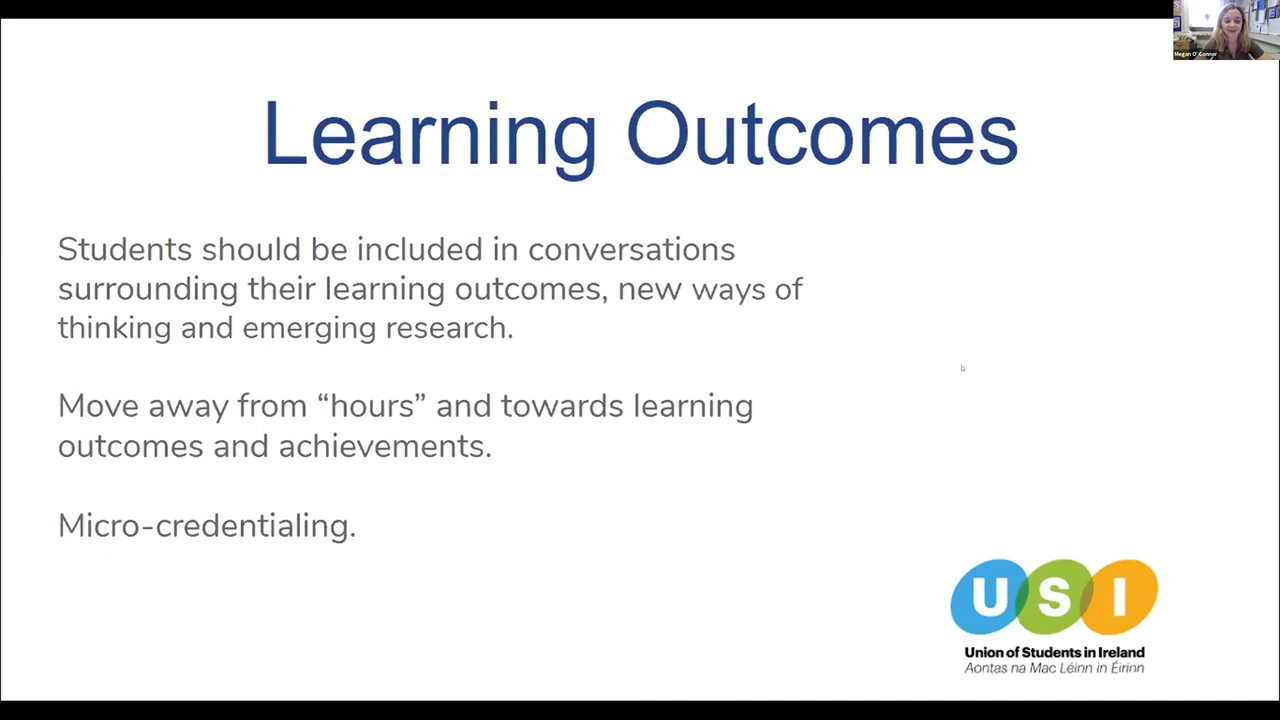 Megan O' Connor
Learning Outcomes
Students should be included in conversations
surrounding their learning outcomes, new ways of
thinking and emerging research.
Move away from “hours” and towards learning
outcomes and achievements.
Micro-credentialing.
USI
Union of Students in Ireland
Aontas na Mac Léinn in Éirinn